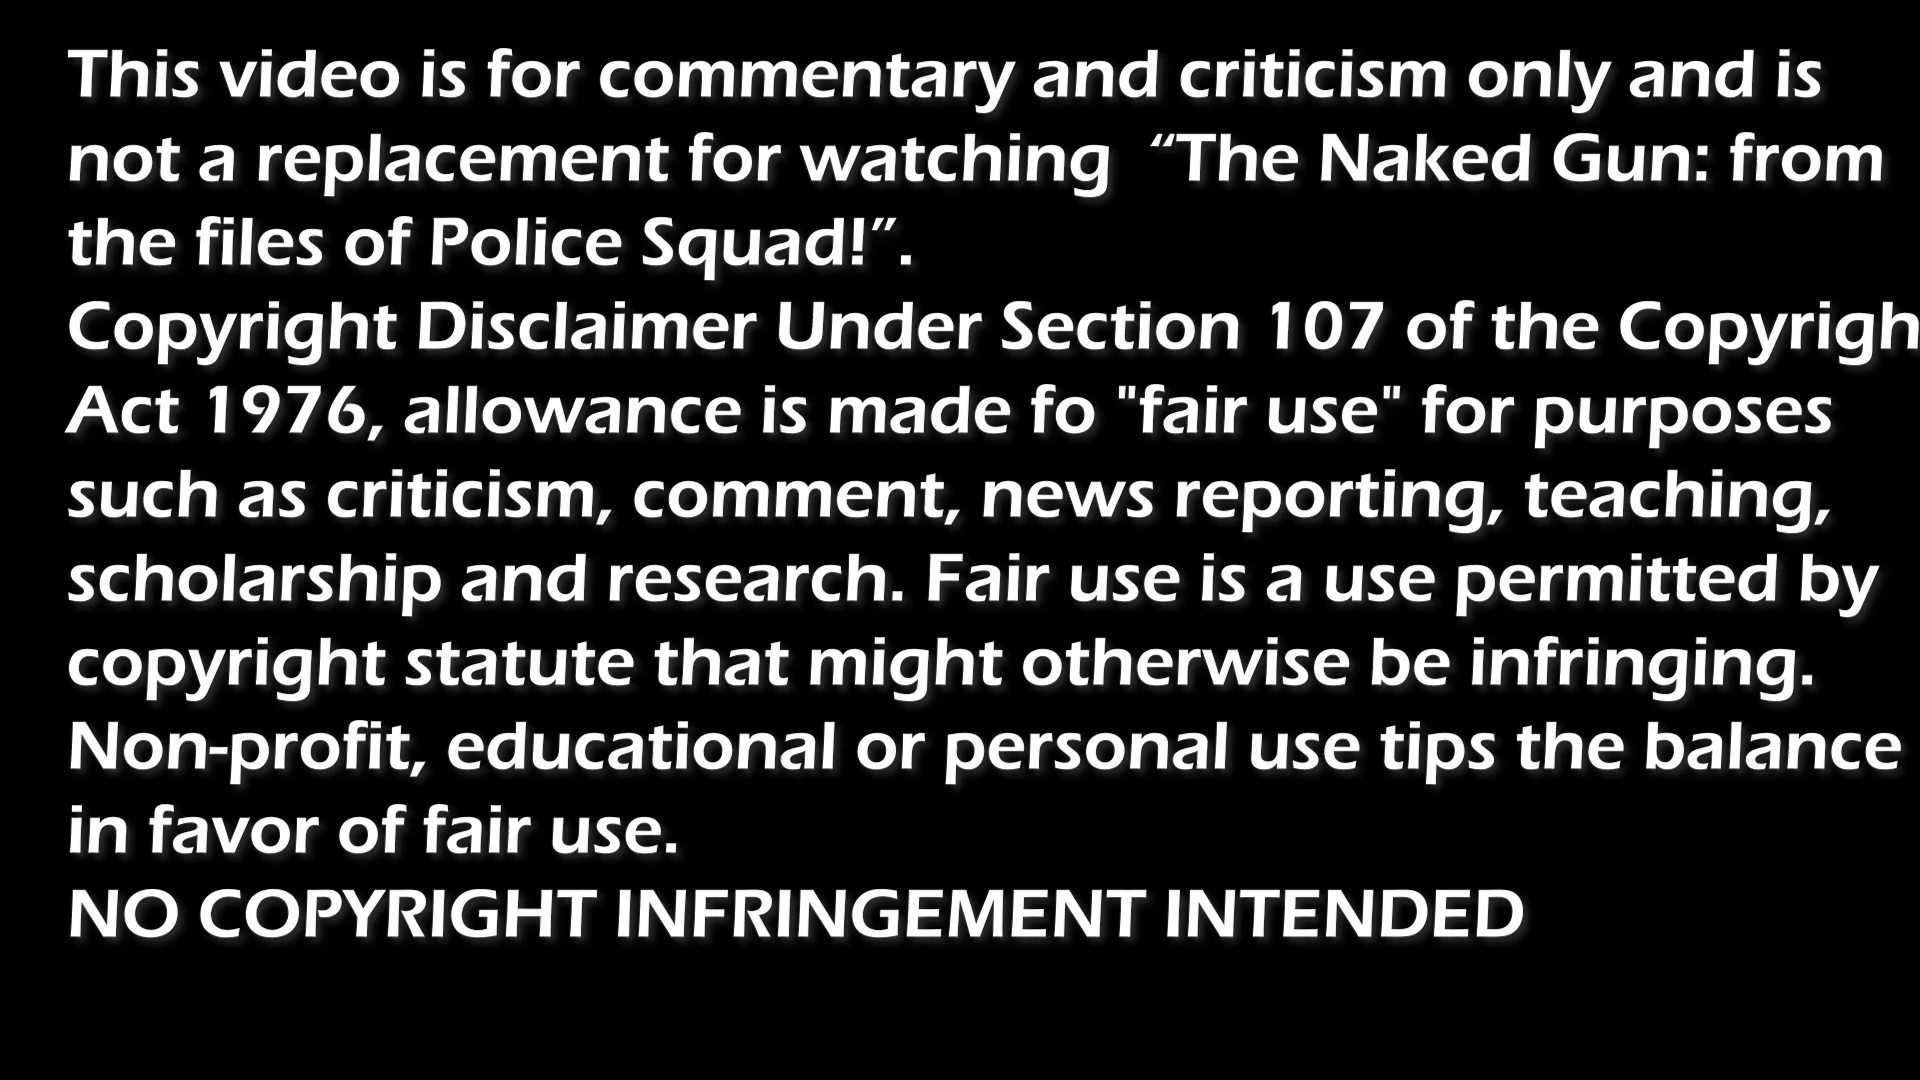 This video is for commentary and criticism only and is
not a replacement for watching  “The Naked Gun: from
the files of Police Squad!”.
Copyright Disclaimer Under Section 107 of the Copyrigh
Act 1976, allowance is made fo "fair use" for purposes
such as criticism, comment, news reporting, teaching,
scholarship and research. Fair use is a use permitted by
copyright statute that might otherwise be infringing.
Non-profit, educational or personal use tips the balance
in favor of fair use.
NO COPYRIGHT INFRINGEMENT INTENDED